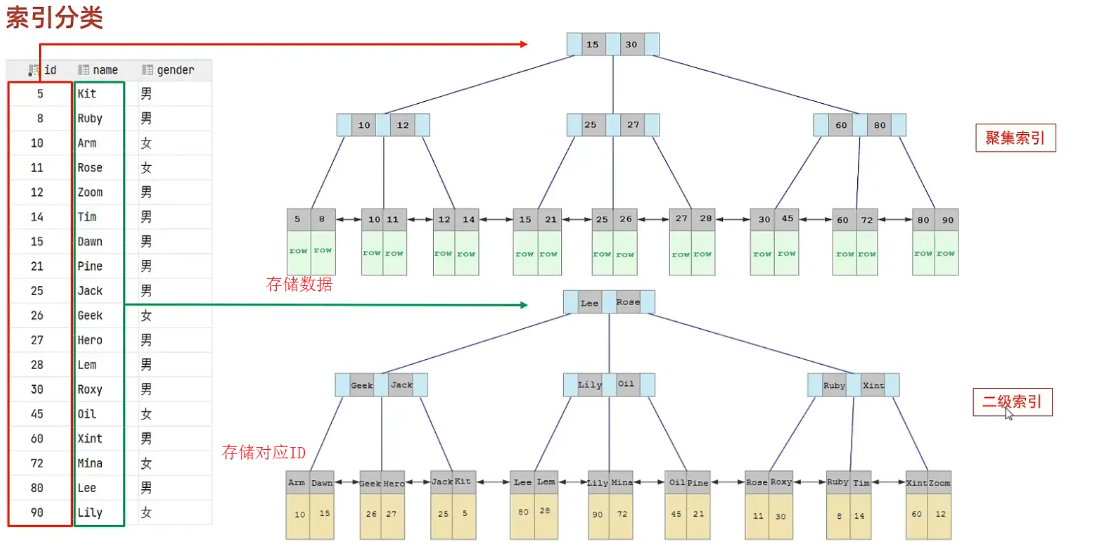 索引分类
id name gender
5 Kit 男
8 Ruby 男
10 Arm 女
11 Rose 女
12 Zoom 男
14 Tim 男
15 Dawn 男
21 Pine 男
25 Jack 男
26 Geek 女
27 Hero 男
28 Lem 男
30 Roxy 男
45 Oil 女
60 Xint 男
72 Mina 女
80 Lee 男
90 Lily 女
15 30
10 12 25 27 60 80
聚集索引
5 8 10 11 12 14 15 21 25 26 27 28 30 45 60 72 80 90
row row row row row row row row row row row row row row row row row row
存储数据
Lee Rose
Geek Jack Lily Oil Ruby Xint
二级索引
存储对应ID
Arm Dawn Geek Hero Jack Kit Lee Lem Lily Mina Oil Pine Rose Roxy Ruby Tim Xint Zoom
10 15 26 27 25 5 80 28 90 72 45 21 11 30 8 14 60 12